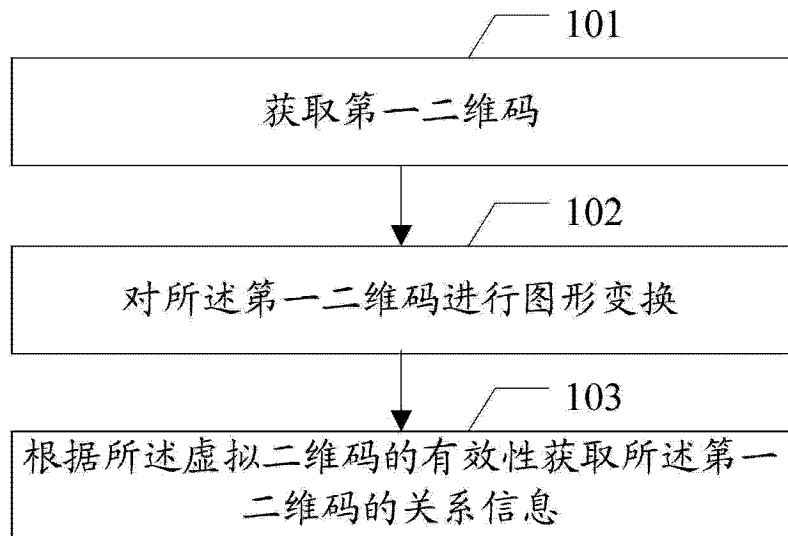 101
获取第一二维码
102
对所述第一二维码进行图形变换
103
根据所述虚拟二维码的有效性获取所述第一
二维码的关系信息